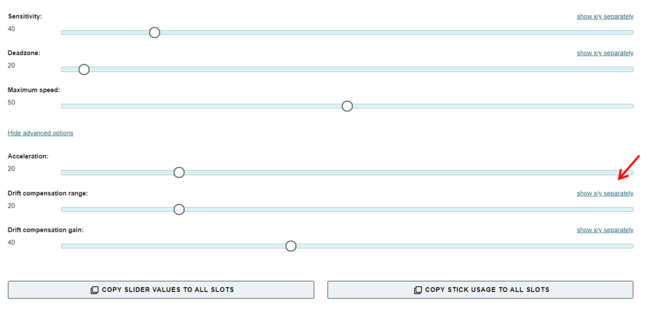 Sensitivity: show x/y separately
40
Deadzone: show x/y separately
20
Maximum speed:
50
Hide advanced options
Acceleration:
20
Drift compensation range: show x/y separately
20
Drift compensation gain: show x/y separately
40
COPY SLIDER VALUES TO ALL SLOTS COPY STICK USAGE TO ALL SLOTS